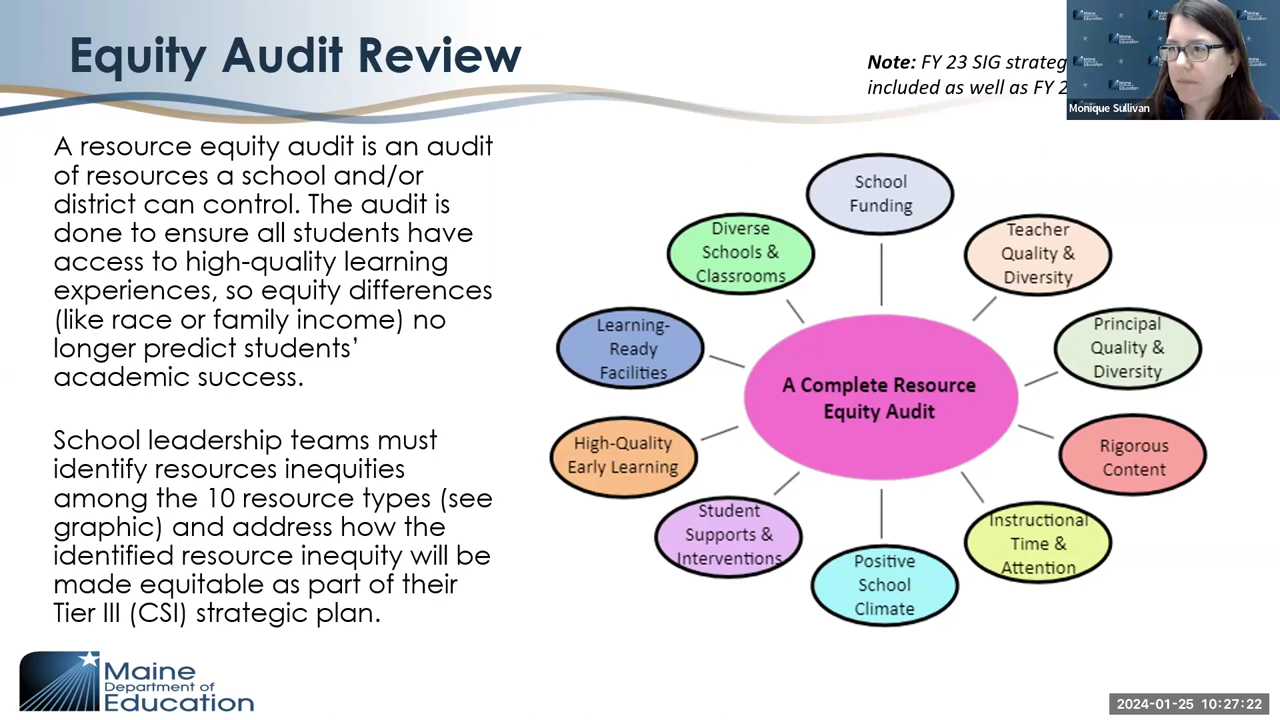 Equity Audit Review
Note: FY 23 SIG strateg
included as well as FY 2
Maine
Department of
Education
Monique Sullivan
A resource equity audit is an audit
of resources a school and/or
district can control. The audit is
done to ensure all students have
access to high-quality learning
experiences, so equity differences
(like race or family income) no
longer predict students’
academic success.
School leadership teams must
identify resources inequities
among the 10 resource types (see
graphic) and address how the
identified resource inequity will be
made equitable as part of their
Tier III (CSI) strategic plan.
School
Funding
Teacher
Quality &
Diversity
Principal
Quality &
Diversity
Rigorous
Content
Instructional
Time &
Attention
Positive
School
Climate
Student
Supports &
Interventions
High-Quality
Early Learning
Learning-
Ready
Facilities
Diverse
Schools &
Classrooms
A Complete Resource
Equity Audit
Maine
Department of
Education
2024-01-25 10:27:22